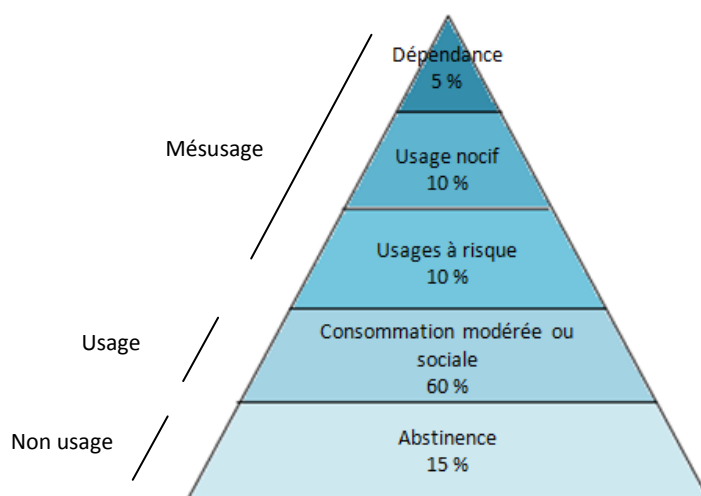 Dépendance
5 %
Mésusage
Usage nocif
10 %
Usages à risque
10 %
Usage
Consommation modérée ou
sociale
60 %
Non usage
Abstinence
15 %